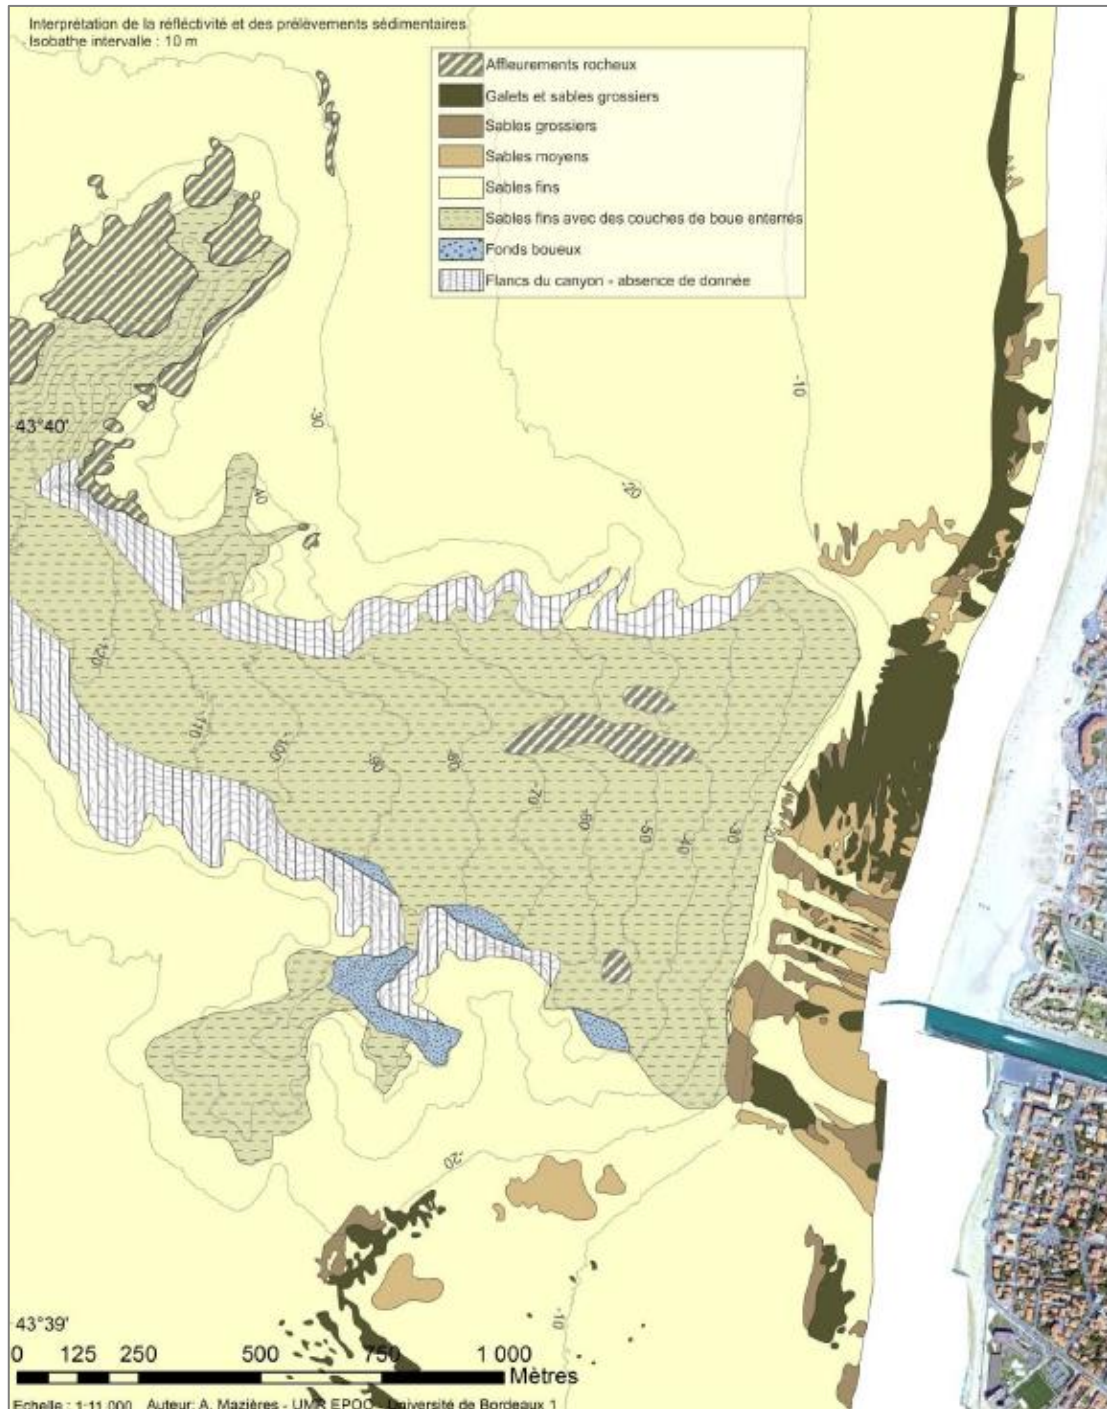 Interprétation de la réfléctivité et des prélèvements sédimentaires
Isobathe intervalle : 10 m
Affleurements rocheux
Galets et sables grossiers
Sables grossiers
Sables moyens
Sables fins
Sables fins avec des couches de boue enterrés
Fonds boueux
Flancs du canyon - absence de donnée
-10
-30
43°40'
-20
-40
-120
-110
-100
-90
-80
-70
-60
-50
-40
-30
-20
-20
-10
43°39'
0 125 250 500 750 1 000
Mètres
Echelle : 1-11 000 Auteur: A. Mazières - UMR EPOC - Université de Bordeaux 1